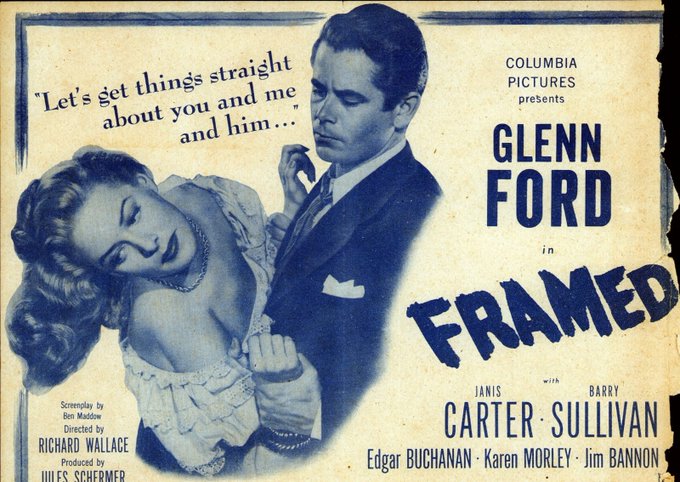 "Let's get things straight
about you and me
and him..."
COLUMBIA
PICTURES
presents
GLENN
FORD
in
FRAMED
with
JANIS BARRY
CARTER · SULLIVAN
Edgar BUCHANAN · Karen MORLEY · Jim BANNON
Screenplay by
Ben Maddow
Directed by
RICHARD WALLACE
Produced by
JULES SCHERMER